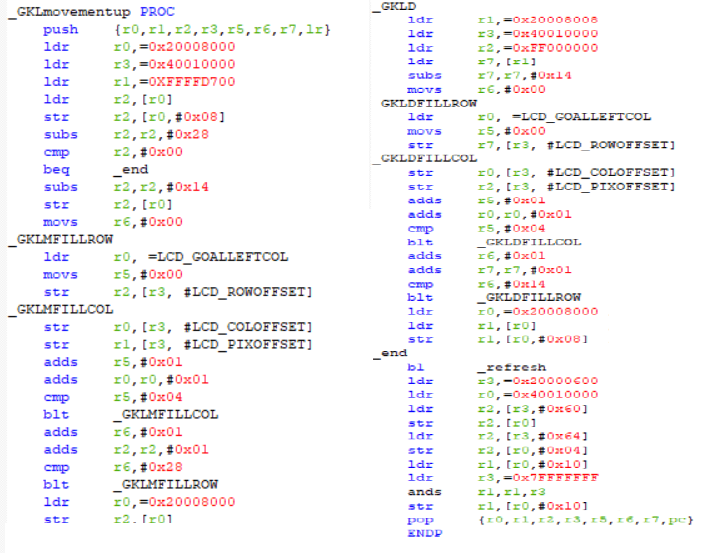 _GKLmovementup PROC
push {r0,r1,r2,r3,r5,r6,r7,lr}
ldr r0,=0x20008000
ldr r3,=0x40010000
ldr r1,=0XFFFFD700
ldr r2,[r0]
str r2,[r0,#0x08]
subs r2,r2,#0x28
cmp r2,#0x00
beq _end
subs r2,r2,#0x14
str r2,[r0]
movs r6,#0x00
_GKLMFILLROW
ldr r0, =LCD_GOALLEFTCOL
movs r5,#0x00
str r2,[r3, #LCD_ROWOFFSET]
_GKLMFILLCOL
str r0,[r3, #LCD_COLOFFSET]
str r1,[r3, #LCD_PIXOFFSET]
adds r5,#0x01
adds r0,r0,#0x01
cmp r5,#0x04
blt _GKLMFILLCOL
adds r6,#0x01
adds r2,r2,#0x01
cmp r6,#0x28
blt _GKLMFILLROW
ldr r0,=0x20008000
str r2,[r0]
_GKLD
ldr r1,=0x20008008
ldr r3,=0x40010000
ldr r2,=0xFF000000
ldr r7,[r1]
subs r7,r7,#0x14
movs r6,#0x00
GKLDFILLROW
ldr r0, =LCD_GOALLEFTCOL
movs r5,#0x00
str r7,[r3, #LCD_ROWOFFSET]
_GKLDFILLCOL
str r0,[r3, #LCD_COLOFFSET]
str r2,[r3, #LCD_PIXOFFSET]
adds r5,#0x01
adds r0,r0,#0x01
cmp r5,#0x04
blt _GKLDFILLCOL
adds r6,#0x01
adds r7,r7,#0x01
cmp r6,#0x14
blt _GKLDFILLROW
ldr r0,=0x20008000
ldr r1,[r0]
str r1,[r0,#0x08]
_end
bl _refresh
ldr r3,=0x20000600
ldr r0,=0x40010000
ldr r2,[r3,#0x60]
str r2,[r0]
ldr r2,[r3,#0x64]
str r2,[r0,#0x04]
ldr r1,[r0,#0x10]
ldr r3,=0x7FFFFFFF
ands r1,r1,r3
str r1,[r0,#0x10]
pop {r0,r1,r2,r3,r5,r6,r7,pc}
ENDP